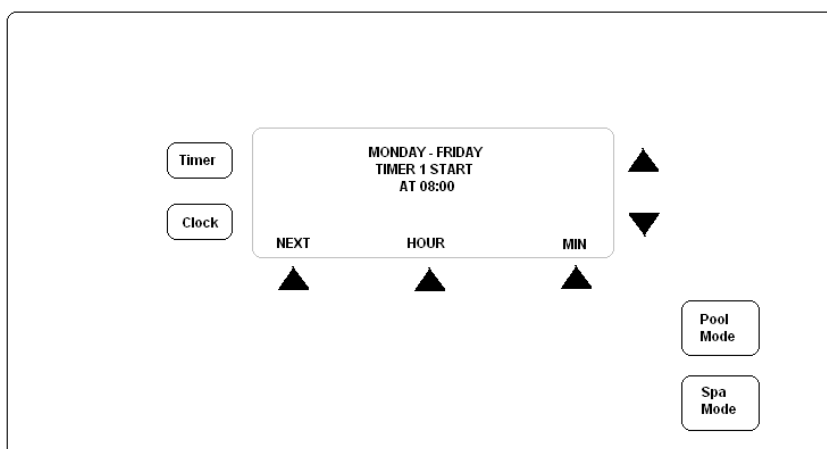 Timer
MONDAY - FRIDAY
TIMER 1 START
AT 08:00
Clock
NEXT HOUR MIN
Pool
Mode
Spa
Mode